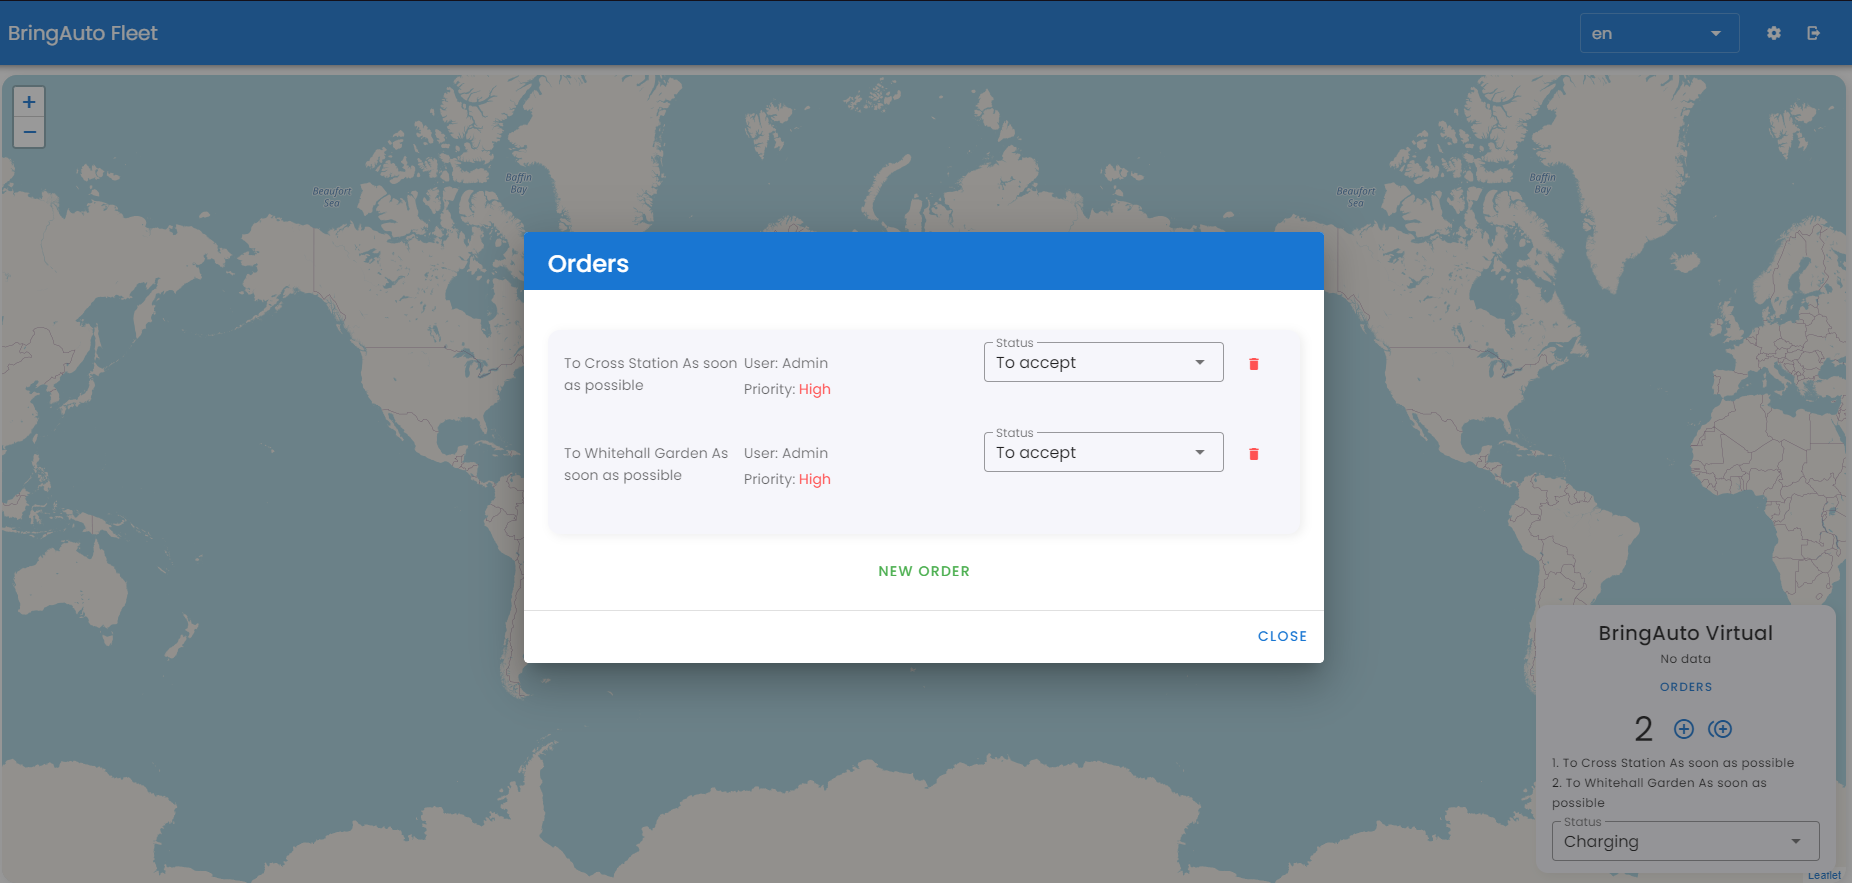 BringAuto Fleet
en
+
−
Beaufort
Sea
Baffin
Bay
Beaufort
Sea
Baffin
Bay
Orders
To Cross Station As soon
as possible
User: Admin
Priority: High
Status
To accept
To Whitehall Garden As
soon as possible
User: Admin
Priority: High
Status
To accept
NEW ORDER
CLOSE
BringAuto Virtual
No data
ORDERS
2
1. To Cross Station As soon as possible
2. To Whitehall Garden As soon as
possible
Status
Charging
Leaflet